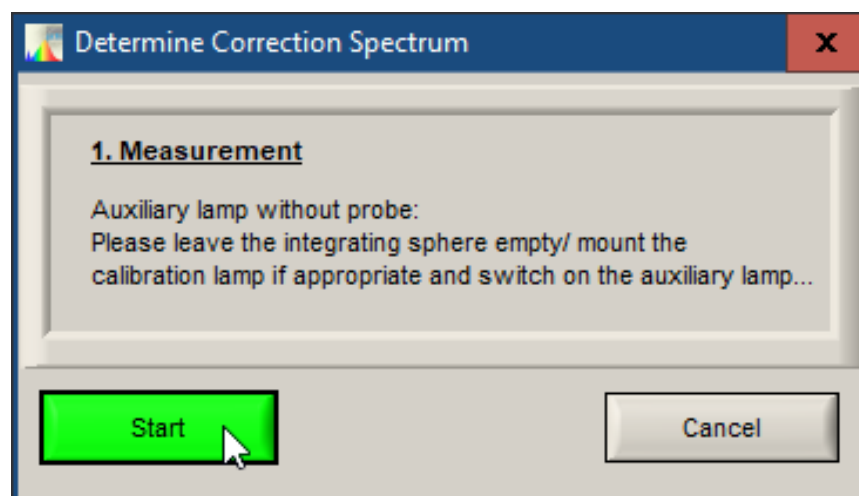 Determine Correction Spectrum
x
1. Measurement
Auxiliary lamp without probe:
Please leave the integrating sphere empty/ mount the
calibration lamp if appropriate and switch on the auxiliary lamp...
Start
Cancel